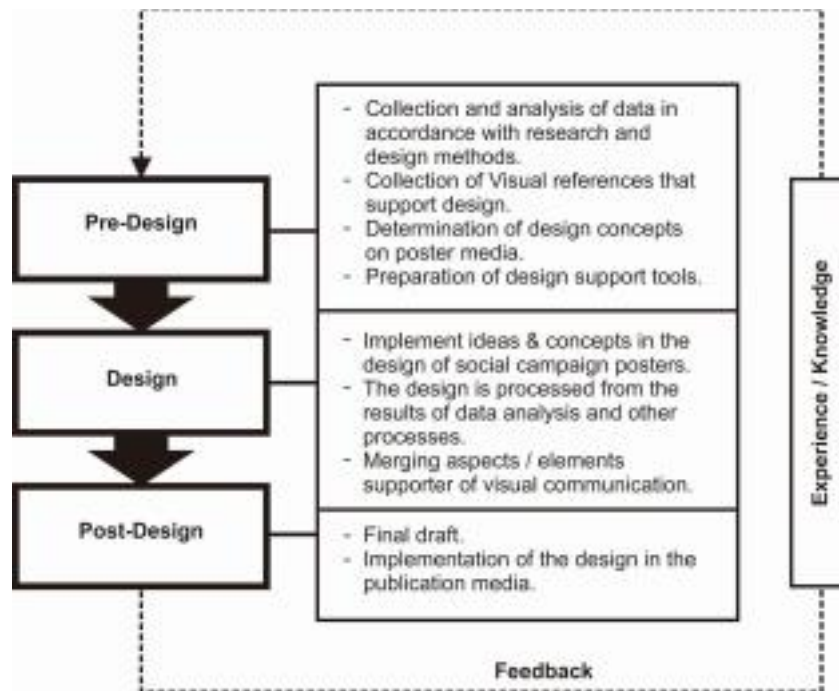 Pre-Design
- Collection and analysis of data in
accordance with research and
design methods.
- Collection of Visual references that
support design.
- Determination of design concepts
on poster media.
- Preparation of design support tools.
Design
- Implement ideas & concepts in the
design of social campaign posters.
- The design is processed from the
results of data analysis and other
processes.
- Merging aspects / elements
supporter of visual communication.
Post-Design
- Final draft.
- Implementation of the design in the
publication media.
Experience / Knowledge
Feedback